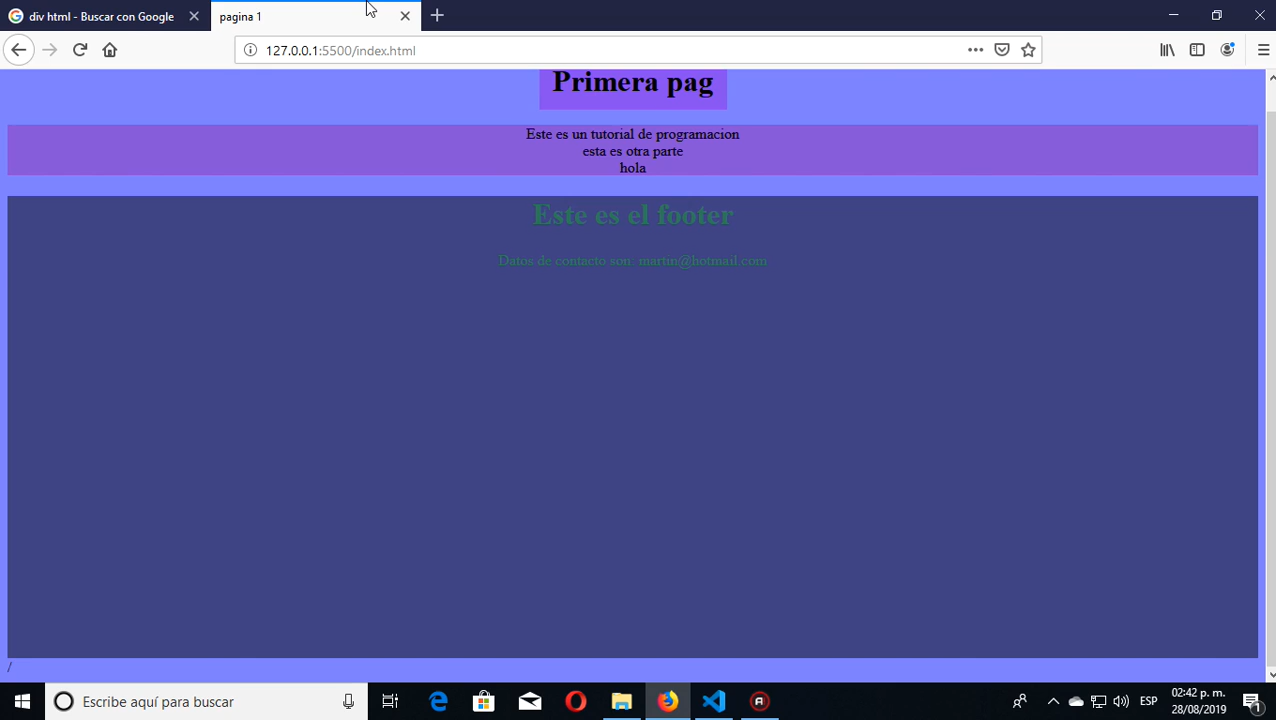 div html - Buscar con Google
pagina 1
127.0.0.1:5500/index.html
Primera pag
Este es un tutorial de programacion
esta es otra parte
hola
Este es el footer
Datos de contacto son: martin@hotmail.com
/
Escribe aquí para buscar
ESP
02:42 p. m.
28/08/2019
1